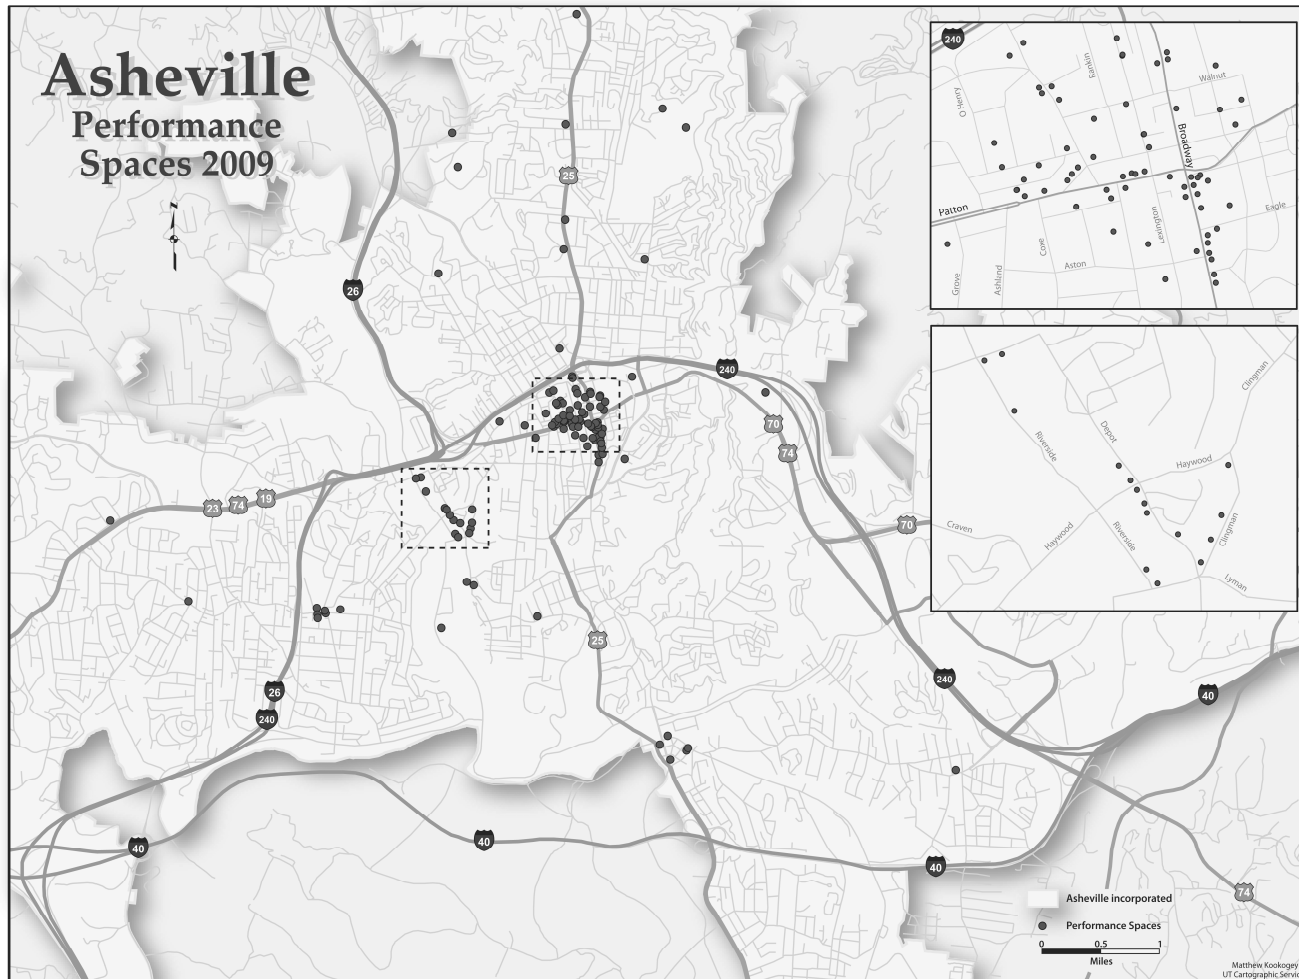 Asheville
Performance
Spaces 2009
N
25
26
240
70
74
23
74
19
70
25
26
240
240
40
40
40
40
74
240
O Henry
Rankin
Walnut
Broadway
Patton
Lexington
Eagle
Coxe
Aston
Grove
Ashland
Clingman
Riverside
Depot
Haywood
Craven
Haywood
Riverside
Clingman
Lyman
Asheville incorporated
Performance Spaces
0 0.5 1
Miles
Matthew Kookogey
UT Cartographic Servic